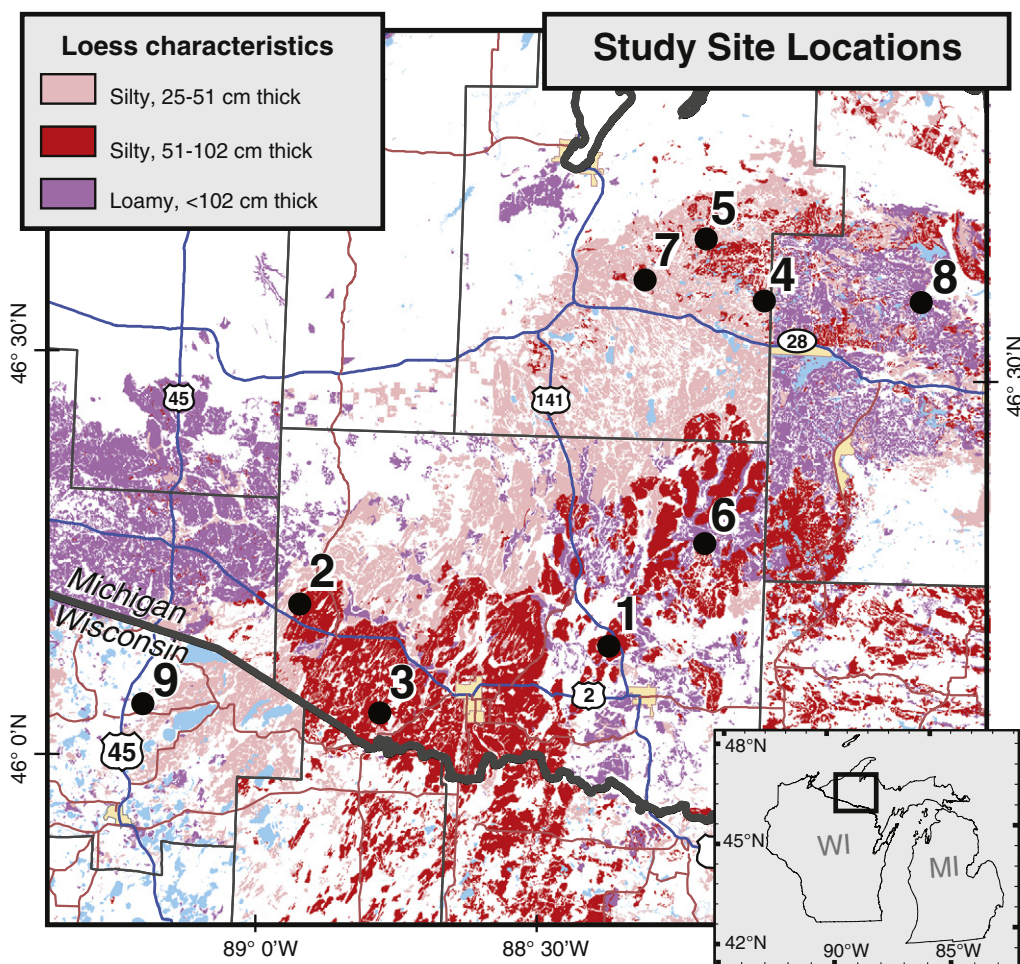 Loess characteristics
Silty, 25-51 cm thick
Silty, 51-102 cm thick
Loamy, <102 cm thick
Study Site Locations
5
7
4
8
28
46° 30'N
46° 30'N
45
141
6
2
1
Michigan
Wisconsin
3
9
2
45
46° 0'N
89° 0'W
88° 30'W
48°N
45°N
42°N
WI
MI
90°W
85°W